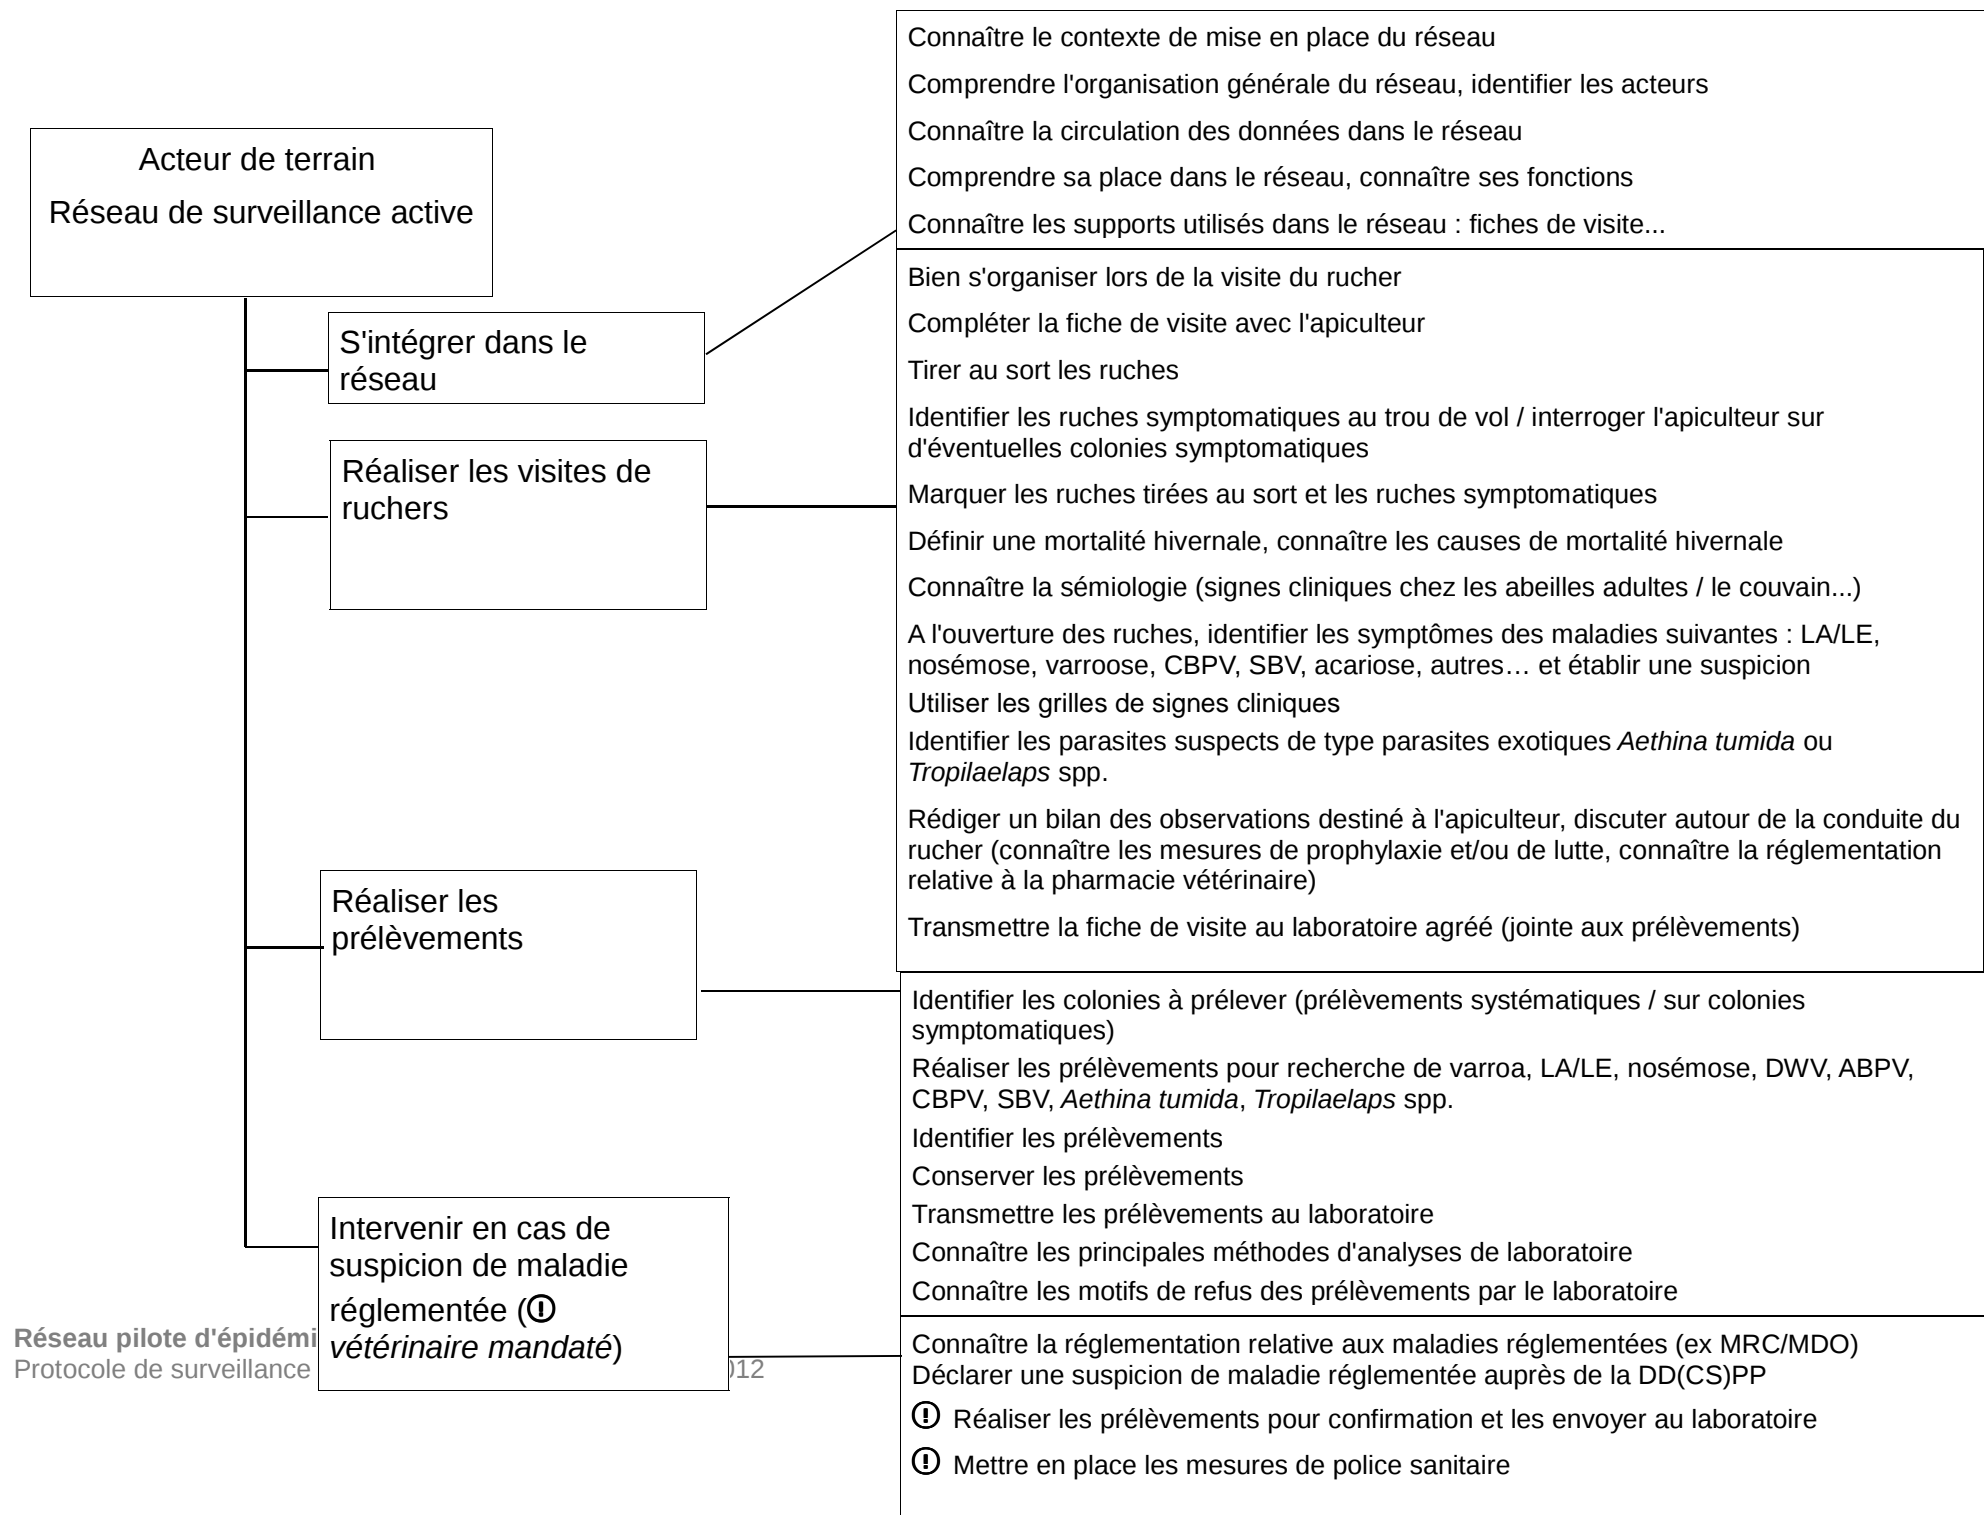 Acteur de terrain
Réseau de surveillance active
S'intégrer dans le
réseau
Connaître le contexte de mise en place du réseau
Comprendre l'organisation générale du réseau, identifier les acteurs
Connaître la circulation des données dans le réseau
Comprendre sa place dans le réseau, connaître ses fonctions
Connaître les supports utilisés dans le réseau : fiches de visite...
Réaliser les visites de
ruchers
Bien s'organiser lors de la visite du rucher
Compléter la fiche de visite avec l'apiculteur
Tirer au sort les ruches
Identifier les ruches symptomatiques au trou de vol / interroger l'apiculteur sur
d'éventuelles colonies symptomatiques
Marquer les ruches tirées au sort et les ruches symptomatiques
Définir une mortalité hivernale, connaître les causes de mortalité hivernale
Connaître la sémiologie (signes cliniques chez les abeilles adultes / le couvain...)
A l'ouverture des ruches, identifier les symptômes des maladies suivantes : LA/LE,
nosémose, varroose, CBPV, SBV, acariose, autres… et établir une suspicion
Utiliser les grilles de signes cliniques
Identifier les parasites suspects de type parasites exotiques Aethina tumida ou
Tropilaelaps spp.
Rédiger un bilan des observations destiné à l'apiculteur, discuter autour de la conduite du
rucher (connaître les mesures de prophylaxie et/ou de lutte, connaître la réglementation
relative à la pharmacie vétérinaire)
Transmettre la fiche de visite au laboratoire agréé (jointe aux prélèvements)
Réaliser les
prélèvements
Identifier les colonies à prélever (prélèvements systématiques / sur colonies
symptomatiques)
Réaliser les prélèvements pour recherche de varroa, LA/LE, nosémose, DWV, ABPV,
CBPV, SBV, Aethina tumida, Tropilaelaps spp.
Identifier les prélèvements
Conserver les prélèvements
Transmettre les prélèvements au laboratoire
Connaître les principales méthodes d'analyses de laboratoire
Connaître les motifs de refus des prélèvements par le laboratoire
Intervenir en cas de
suspicion de maladie
réglementée (
vétérinaire mandaté)
Connaître la réglementation relative aux maladies réglementées (ex MRC/MDO)
Déclarer une suspicion de maladie réglementée auprès de la DD(CS)PP
Réaliser les prélèvements pour confirmation et les envoyer au laboratoire
Mettre en place les mesures de police sanitaire
Réseau pilote d'épidémi
Protocole de surveillance 012